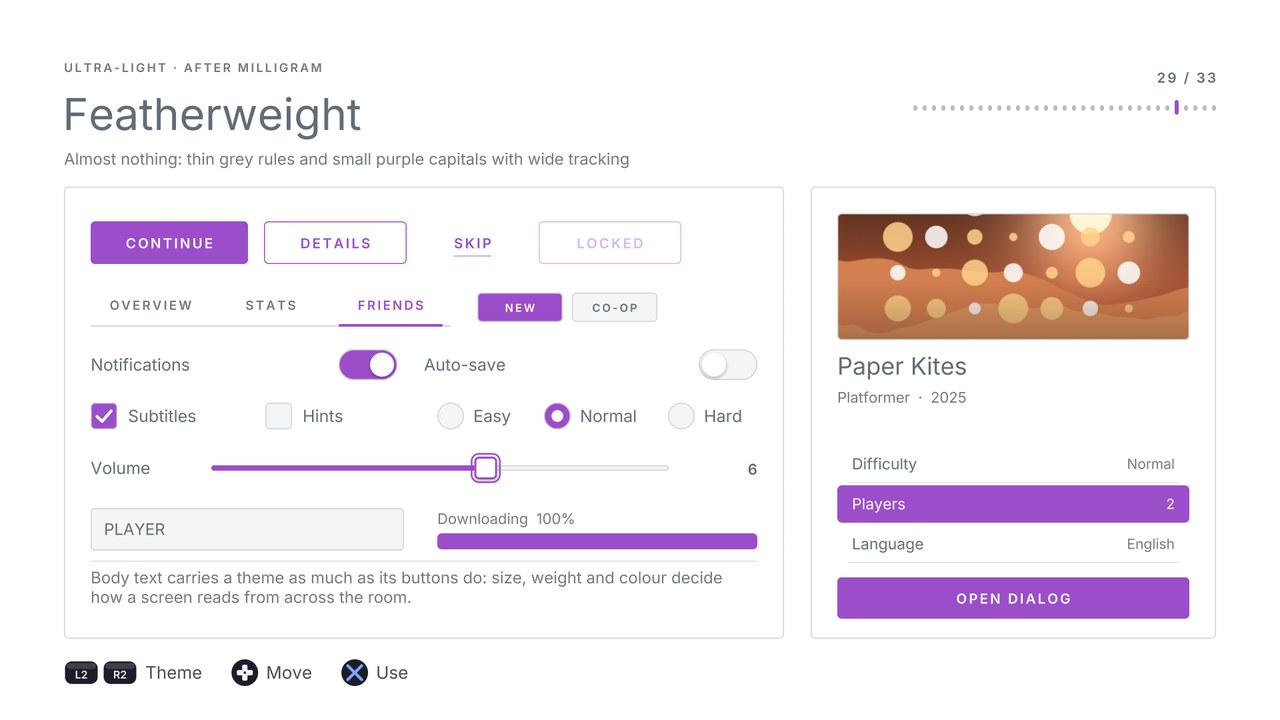 ULTRA-LIGHT · AFTER MILLIGRAM
Featherweight
Almost nothing: thin grey rules and small purple capitals with wide tracking
29 / 33
CONTINUE
DETAILS
SKIP
LOCKED
OVERVIEW
STATS
FRIENDS
NEW
CO-OP
Notifications
Auto-save
Subtitles
Hints
Easy
Normal
Hard
Volume
6
PLAYER
Downloading 100%
Body text carries a theme as much as its buttons do: size, weight and colour decide
how a screen reads from across the room.
Paper Kites
Platformer · 2025
Difficulty Normal
Players 2
Language English
OPEN DIALOG
L2 R2 Theme
Move
Use